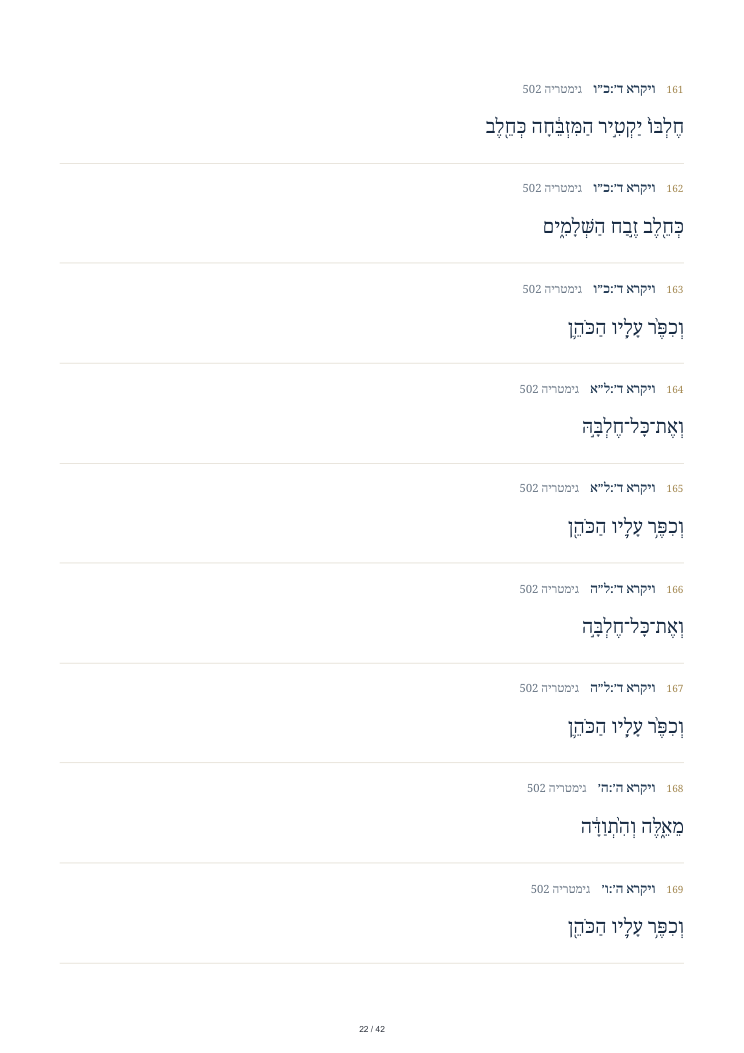 161 ויקרא ד׳:כ״ו גימטריה 502
חֶלְבּוֹ֙ יַקְטִ֣יר הַמִּזְבֵּ֔חָה כְּחֵ֖לֶב
162 ויקרא ד׳:כ״ו גימטריה 502
כְּחֵ֖לֶב זֶ֣בַח הַשְּׁלָמִ֑ים
163 ויקרא ד׳:כ״ו גימטריה 502
וְכִפֶּ֨ר עָלָ֧יו הַכֹּהֵ֛ן
164 ויקרא ד׳:ל״א גימטריה 502
וְאֶת־כׇּל־חֶלְבָּ֣הּ
165 ויקרא ד׳:ל״א גימטריה 502
וְכִפֶּ֥ר עָלָ֛יו הַכֹּהֵ֖ן
166 ויקרא ד׳:ל״ה גימטריה 502
וְאֶת־כׇּל־חֶלְבָּ֣ה
167 ויקרא ד׳:ל״ה גימטריה 502
וְכִפֶּ֨ר עָלָ֧יו הַכֹּהֵ֛ן
168 ויקרא ה׳:ה׳ גימטריה 502
מֵאֵ֑לֶּה וְהִ֨תְוַדָּ֔ה
169 ויקרא ה׳:ו׳ גימטריה 502
וְכִפֶּ֥ר עָלָ֛יו הַכֹּהֵ֖ן
22 / 42